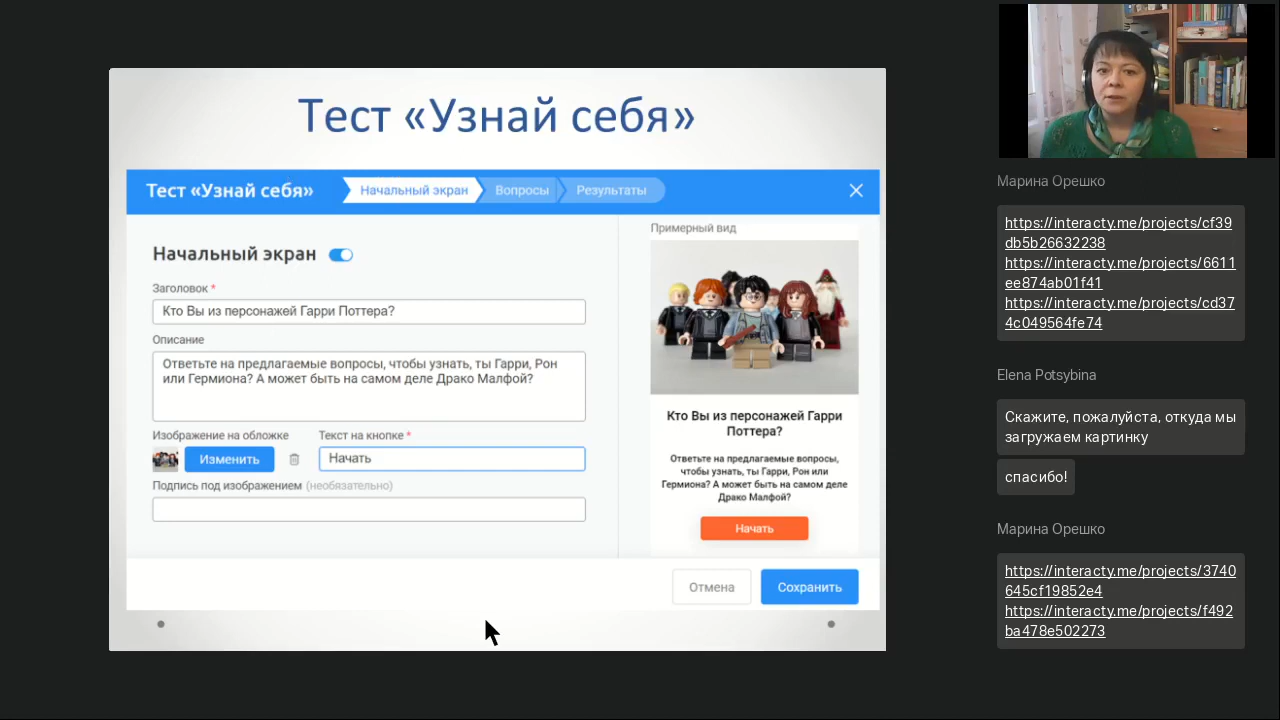 Тест «Узнай себя»
Тест «Узнай себя»
Начальный экран
Вопросы
Результаты
Начальный экран
Заголовок *
Кто Вы из персонажей Гарри Поттера?
Описание
Ответьте на предлагаемые вопросы, чтобы узнать, ты Гарри, Рон
или Гермиона? А может быть на самом деле Драко Малфой?
Изображение на обложке
Изменить
Текст на кнопке *
Начать
Подпись под изображением (необязательно)
Примерный вид
Кто Вы из персонажей Гарри
Поттера?
Ответьте на предлагаемые вопросы,
чтобы узнать, ты Гарри, Рон или
Гермиона? А может быть на самом деле
Драко Малфой?
Начать
Отмена
Сохранить
Марина Орешко
https://interacty.me/projects/cf39
db5b26632238
https://interacty.me/projects/6611
ee874ab01f41
https://interacty.me/projects/cd37
4c049564fe74
Elena Potsybina
Скажите, пожалуйста, откуда мы
загружаем картинку
спасибо!
Марина Орешко
https://interacty.me/projects/3740
645cf19852e4
https://interacty.me/projects/f492
ba478e502273